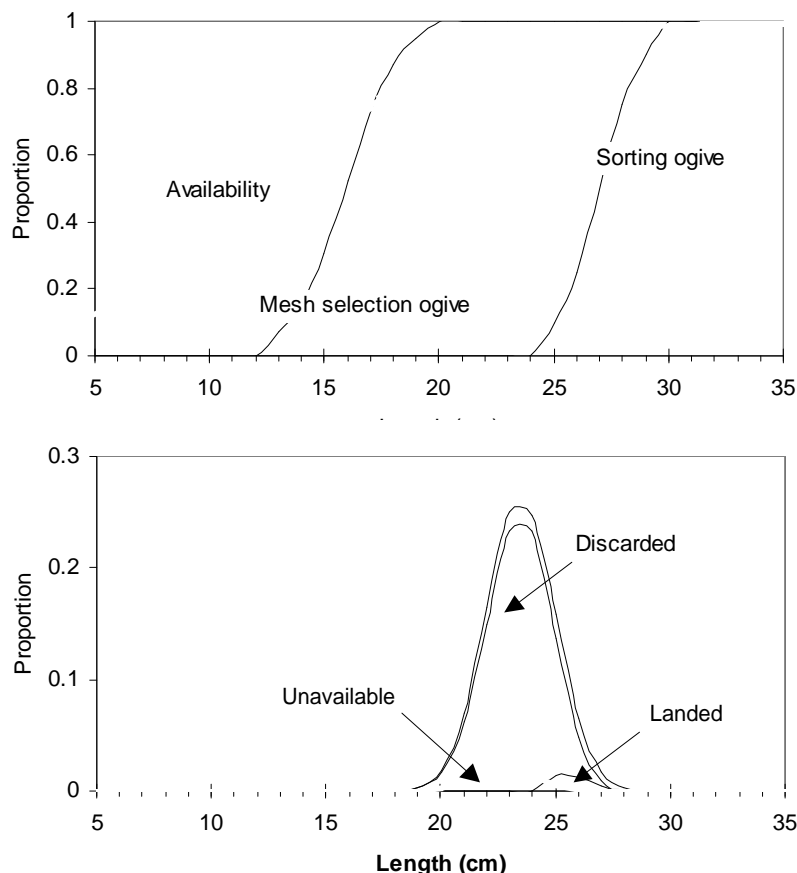 1
0.8
0.6
0.4
0.2
0
Proportion
Availability
Sorting ogive
Mesh selection ogive
5 10 15 20 25 30 35
0.3
0.2
0.1
0
Proportion
Discarded
Unavailable
Landed
5 10 15 20 25 30 35
Length (cm)